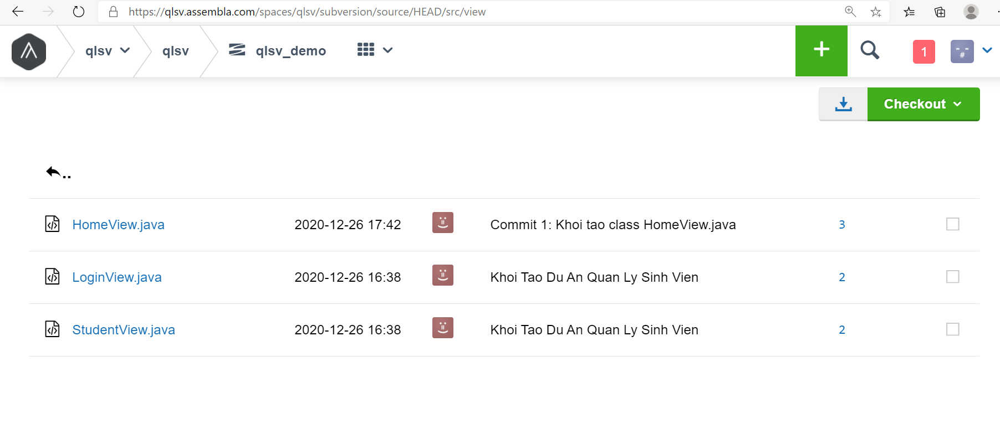 https://qlsv.assembla.com/spaces/qlsv/subversion/source/HEAD/src/view
qlsv qlsv qlsv_demo 1
Checkout
..
HomeView.java 2020-12-26 17:42 Commit 1: Khoi tao class HomeView.java 3
LoginView.java 2020-12-26 16:38 Khoi Tao Du An Quan Ly Sinh Vien 2
StudentView.java 2020-12-26 16:38 Khoi Tao Du An Quan Ly Sinh Vien 2